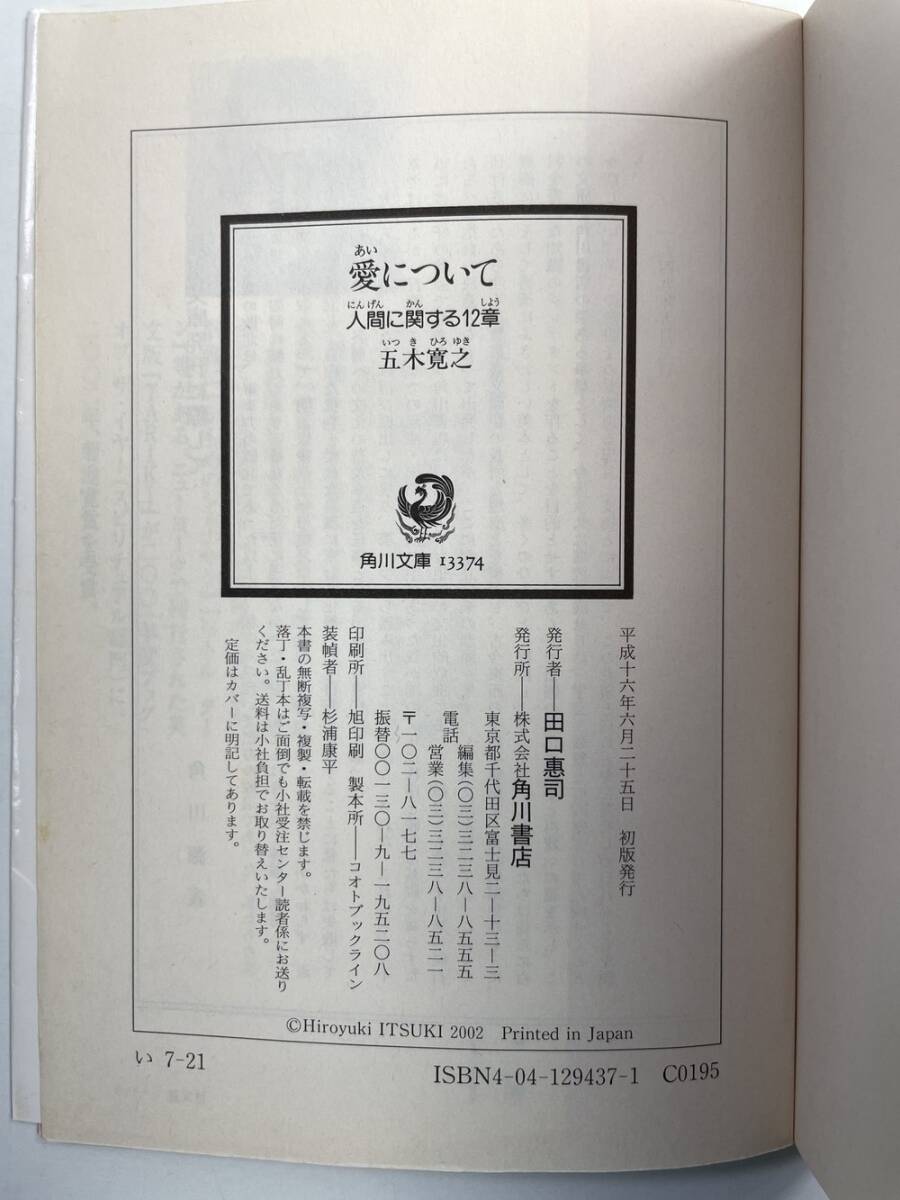 あい
愛について
にんげん かん しよう
人間に関する12章
いつ き ひろ ゆき
五木寛之
角川文庫 13374
平成十六年六月二十五日 初版発行
発行者――田口惠司
発行所――株式会社角川書店
東京都千代田区富士見二―十三―三
電話 編集(〇三)三二三八―八五五五
営業(〇三)三二三八―八五二一
〒一〇二―八一七七
振替〇〇一三〇―九―一九五二〇八
印刷所――旭印刷 製本所――コオトブックライン
装幀者――杉浦康平
本書の無断複写・複製・転載を禁じます。
落丁・乱丁本はご面倒でも小社受注センター読者係にお送り
ください。送料は小社負担でお取り替えいたします。
定価はカバーに明記してあります。
©Hiroyuki ITSUKI 2002 Printed in Japan
い 7-21
ISBN4-04-129437-1 C0195